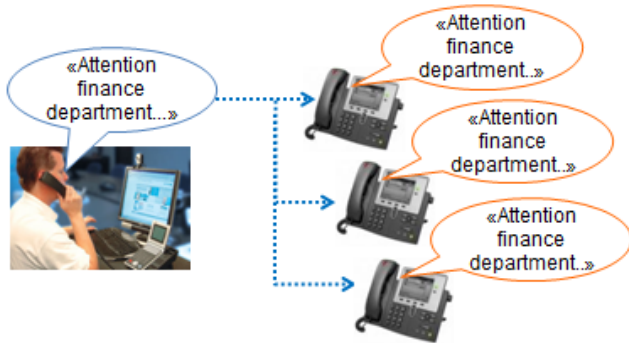 «Attention
finance
department...»
«Attention
finance
department..»
«Attention
finance
department..»
«Attention
finance
department..»